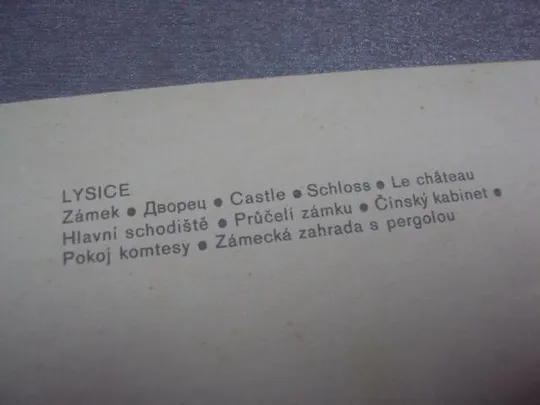 LYSICE
Zámek ● Дворец ● Castle ● Schloss ● Le château
Hlavní schodiště ● Průčelí zámku ● Čínský kabinet ●
Pokoj komtesy ● Zámecká zahrada s pergolou